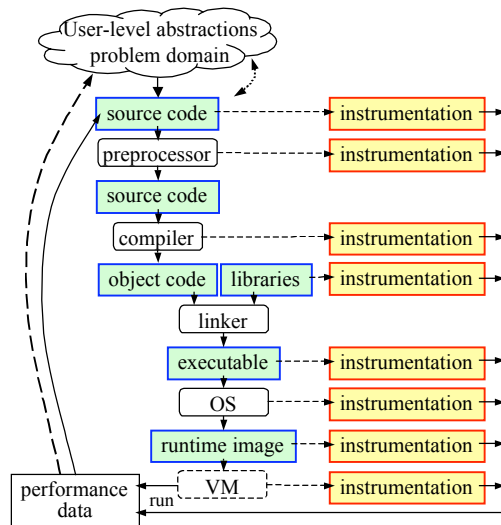 User-level abstractions
problem domain
source code
instrumentation
preprocessor
instrumentation
source code
compiler
instrumentation
object code
libraries
instrumentation
linker
executable
instrumentation
OS
instrumentation
runtime image
instrumentation
VM
instrumentation
performance
data
run